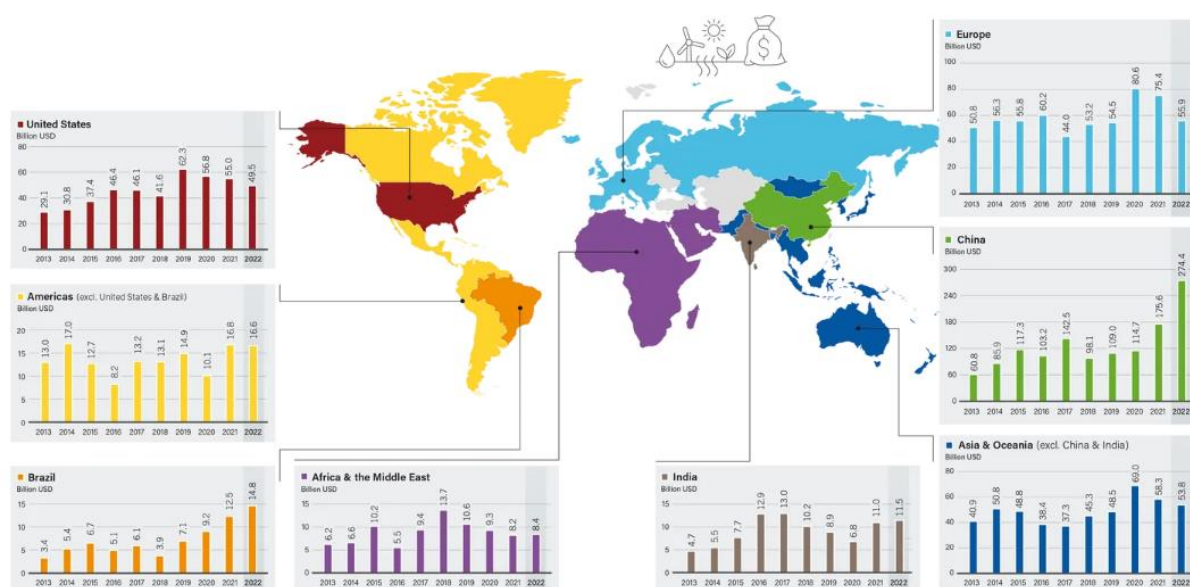 United States
Billion USD
80
60
40
20
0
29.1 30.8 37.4 46.4 46.1 41.6 62.3 56.8 55.0 49.5
2013 2014 2015 2016 2017 2018 2019 2020 2021 2022
Americas (excl. United States & Brazil)
Billion USD
20
15
10
5
0
13.0 17.0 12.7 8.2 13.2 13.1 14.9 10.1 16.8 16.6
2013 2014 2015 2016 2017 2018 2019 2020 2021 2022
Brazil
Billion USD
15
10
5
0
3.4 5.4 6.7 5.1 6.1 3.9 7.1 9.2 12.5 14.8
2013 2014 2015 2016 2017 2018 2019 2020 2021 2022
Africa & the Middle East
Billion USD
15
10
5
0
6.2 6.6 10.2 5.5 9.4 13.7 10.6 9.3 8.2 8.4
2013 2014 2015 2016 2017 2018 2019 2020 2021 2022
India
Billion USD
15
10
5
0
4.7 5.5 7.7 12.9 13.0 10.2 8.9 6.8 11.0 11.5
2013 2014 2015 2016 2017 2018 2019 2020 2021 2022
$
Europe
Billion USD
100
80
60
40
20
0
50.8 56.3 55.8 60.2 44.0 53.2 54.5 80.6 75.4 55.9
2013 2014 2015 2016 2017 2018 2019 2020 2021 2022
China
Billion USD
300
240
180
120
60
0
60.8 85.9 117.3 103.2 142.5 98.1 109.0 114.7 175.6 274.4
2013 2014 2015 2016 2017 2018 2019 2020 2021 2022
Asia & Oceania (excl. China & India)
Billion USD
80
60
40
20
0
40.9 50.8 48.8 38.4 37.3 45.3 48.5 69.0 58.3 53.8
2013 2014 2015 2016 2017 2018 2019 2020 2021 2022